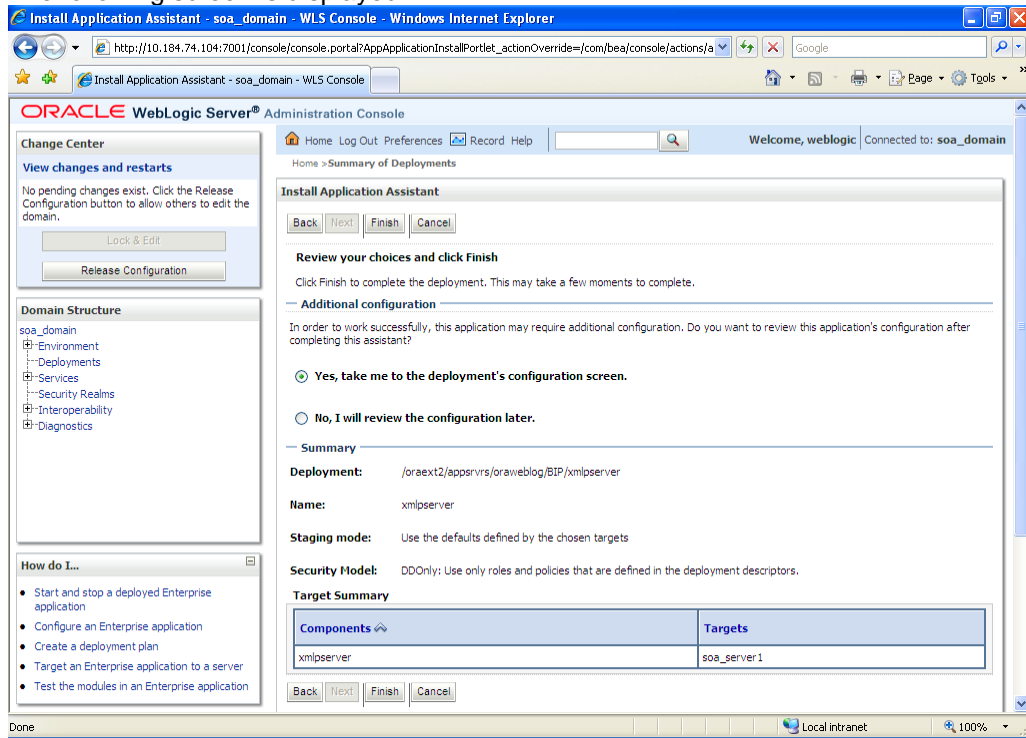 Install Application Assistant - soa_domain - WLS Console - Windows Internet Explorer
http://10.184.74.104:7001/console/console.portal?AppApplicationInstallPortlet_actionOverride=/com/bea/console/actions/a
Google
Install Application Assistant - soa_domain - WLS Console
Page
Tools
»
ORACLE WebLogic Server® Administration Console
Change Center
View changes and restarts
No pending changes exist. Click the Release
Configuration button to allow others to edit the
domain.
Lock & Edit
Release Configuration
Domain Structure
soa_domain
Environment
Deployments
Services
Security Realms
Interoperability
Diagnostics
How do I...
Start and stop a deployed Enterprise
application
Configure an Enterprise application
Create a deployment plan
Target an Enterprise application to a server
Test the modules in an Enterprise application
Home Log Out Preferences Record Help
Welcome, weblogic Connected to: soa_domain
Home >Summary of Deployments
Install Application Assistant
Back Next Finish Cancel
Review your choices and click Finish
Click Finish to complete the deployment. This may take a few moments to complete.
Additional configuration
In order to work successfully, this application may require additional configuration. Do you want to review this application's configuration after
completing this assistant?
Yes, take me to the deployment's configuration screen.
No, I will review the configuration later.
Summary
Deployment: /oraext2/appsrvrs/oraweblog/BIP/xmlpserver
Name: xmlpserver
Staging mode: Use the defaults defined by the chosen targets
Security Model: DDOnly: Use only roles and policies that are defined in the deployment descriptors.
Target Summary
Components Targets
xmlpserver soa_server1
Back Next Finish Cancel
Done
Local intranet
100%